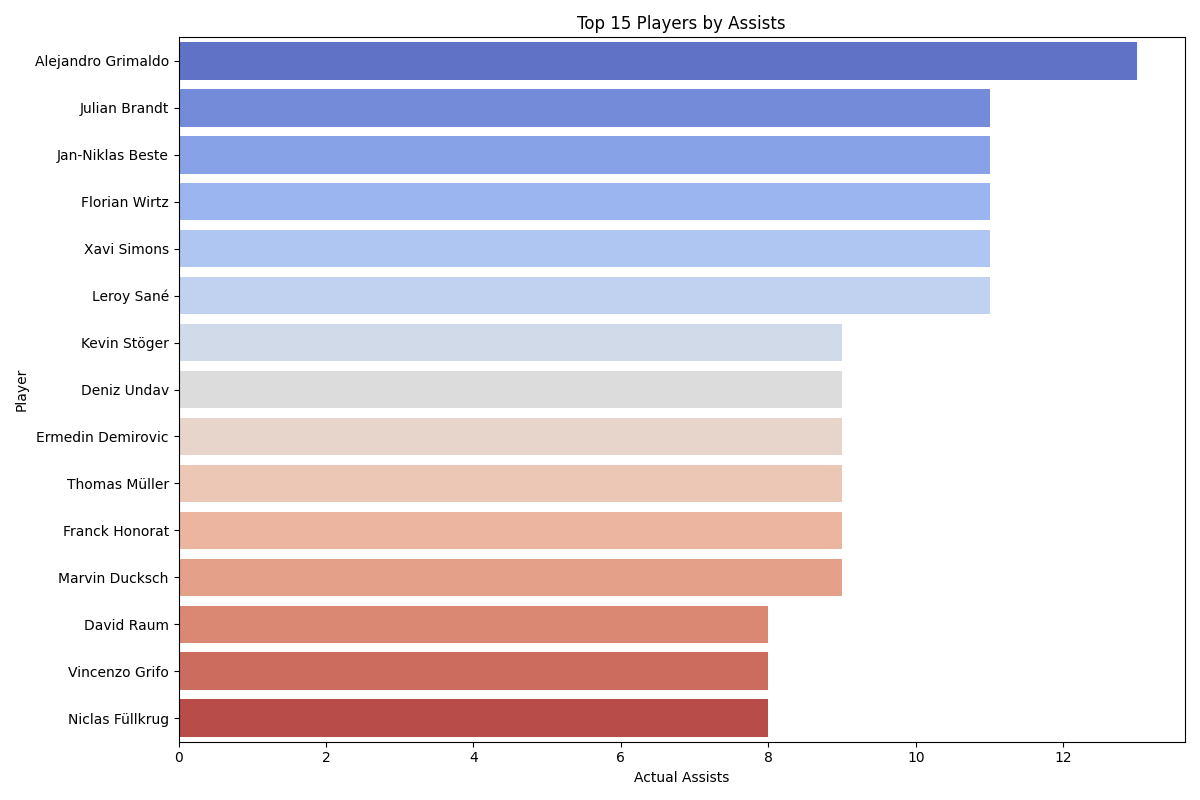 Top 15 Players by Assists
Alejandro Grimaldo
Julian Brandt
Jan-Niklas Beste
Florian Wirtz
Xavi Simons
Leroy Sané
Kevin Stöger
Deniz Undav
Ermedin Demirovic
Thomas Müller
Franck Honorat
Marvin Ducksch
David Raum
Vincenzo Grifo
Niclas Füllkrug
Player
0 2 4 6 8 10 12
Actual Assists